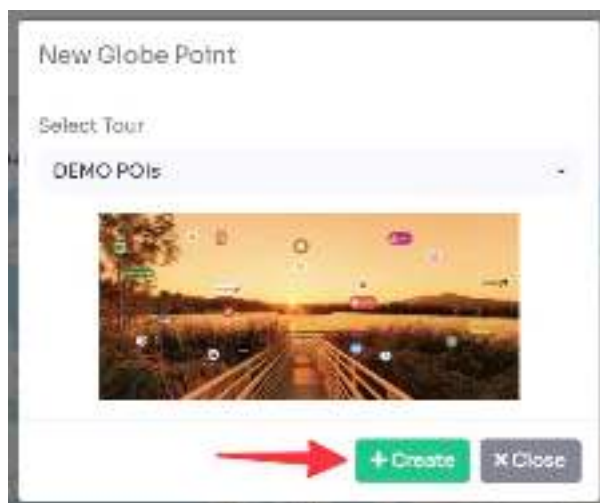 New Globe Point
Select Tour
DEMO POIs
+ Create
× Close